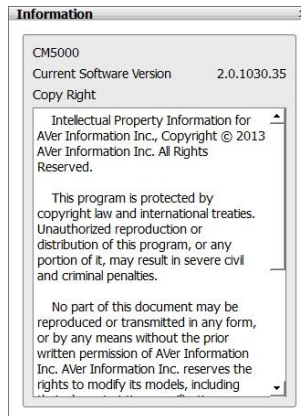 Information
CM5000
Current Software Version 2.0.1030.35
Copy Right
Intellectual Property Information for
AVer Information Inc., Copyright © 2013
AVer Information Inc. All Rights
Reserved.
This program is protected by
copyright law and international treaties.
Unauthorized reproduction or
distribution of this program, or any
portion of it, may result in severe civil
and criminal penalties.
No part of this document may be
reproduced or transmitted in any form,
or by any means without the prior
written permission of AVer Information
Inc. AVer Information Inc. reserves the
rights to modify its models, including